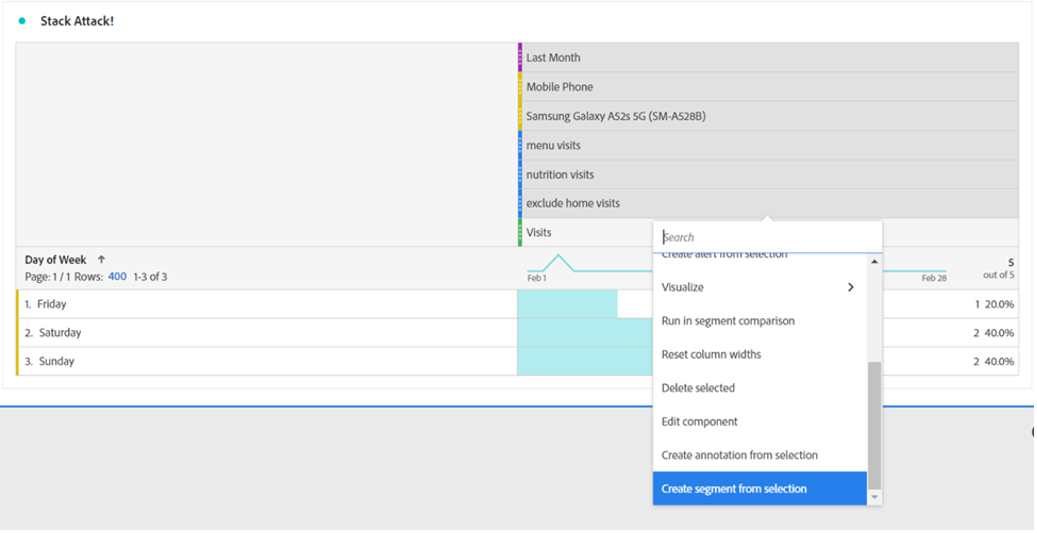 Stack Attack!
Last Month
Mobile Phone
Samsung Galaxy A52s 5G (SM-A528B)
menu visits
nutrition visits
exclude home visits
Visits
Search
Day of Week ↑
Page: 1 / 1 Rows: 400 1-3 of 3
Feb 1
Feb 28
5
out of 5
1. Friday
1 20.0%
2. Saturday
2 40.0%
3. Sunday
2 40.0%
Create alert from selection
Visualize
Run in segment comparison
Reset column widths
Delete selected
Edit component
Create annotation from selection
Create segment from selection